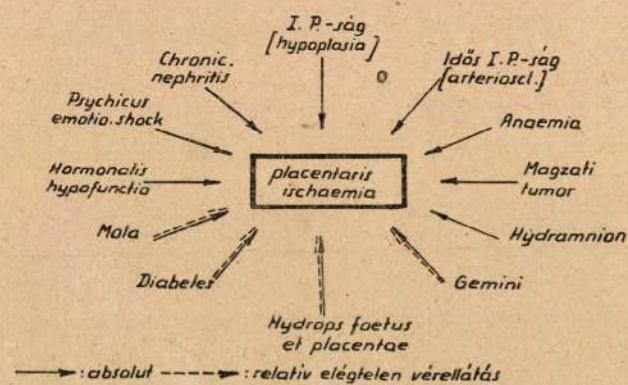 I. P.-ság
[hypoplasia]
Chronic.
nephritis
Idős I. P.-ság
[arterioscl.]
Psychicus
emotio. shock
Anaemia
Hormonalis
hypofunctio
placentaris
ischaemia
Magzati
tumor
Mola
Hydramnion
Diabetes
Gemini
Hydrops foetus
et placentae
: absolut
: relativ elégtelen vérellátás